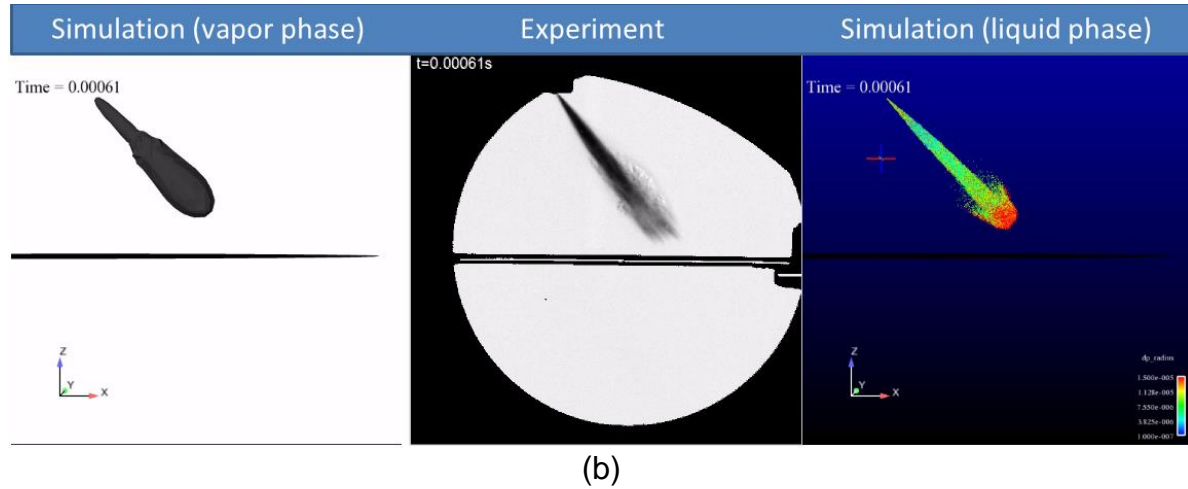 Simulation (vapor phase)
Experiment
Simulation (liquid phase)
Time = 0.00061
t=0.00061s
Time = 0.00061
Z
Y
X
Z
Y
X
dp_radius
1.500e-005
1.128e-005
7.550e-006
3.825e-006
1.000e-007
(b)